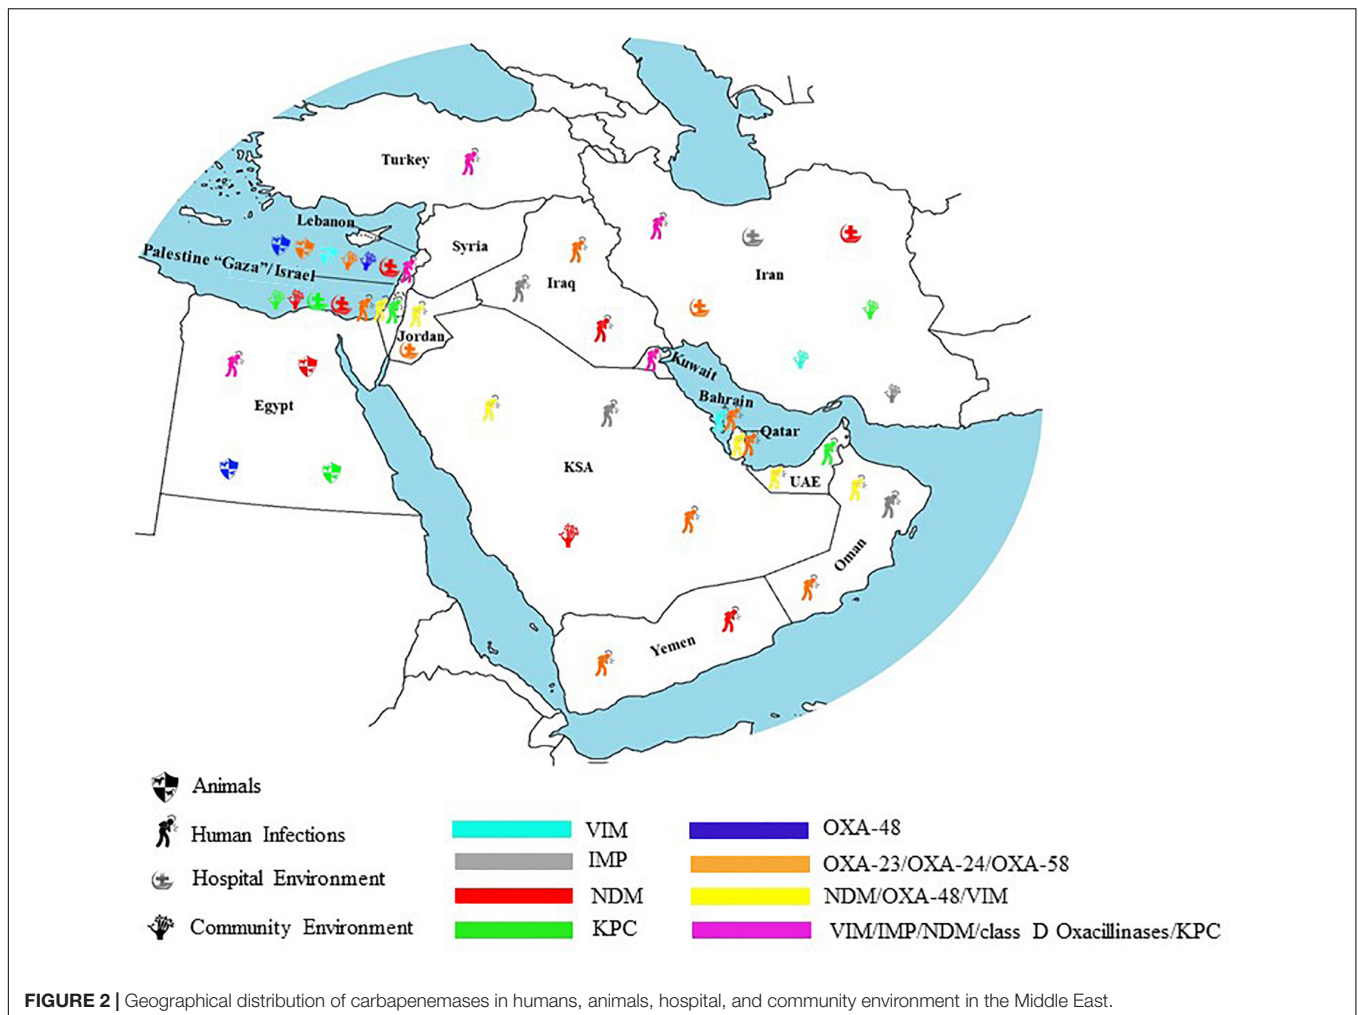 Turkey
Lebanon
Syria
Palestine “Gaza”/Israel
Iraq
Iran
Jordan
Kuwait
Egypt
Bahrain
Qatar
KSA
UAE
Oman
Yemen
Animals
Human Infections
Hospital Environment
Community Environment
VIM
IMP
NDM
KPC
OXA-48
OXA-23/OXA-24/OXA-58
NDM/OXA-48/VIM
VIM/IMP/NDM/class D Oxacillinases/KPC
FIGURE 2 | Geographical distribution of carbapenemases in humans, animals, hospital, and community environment in the Middle East.